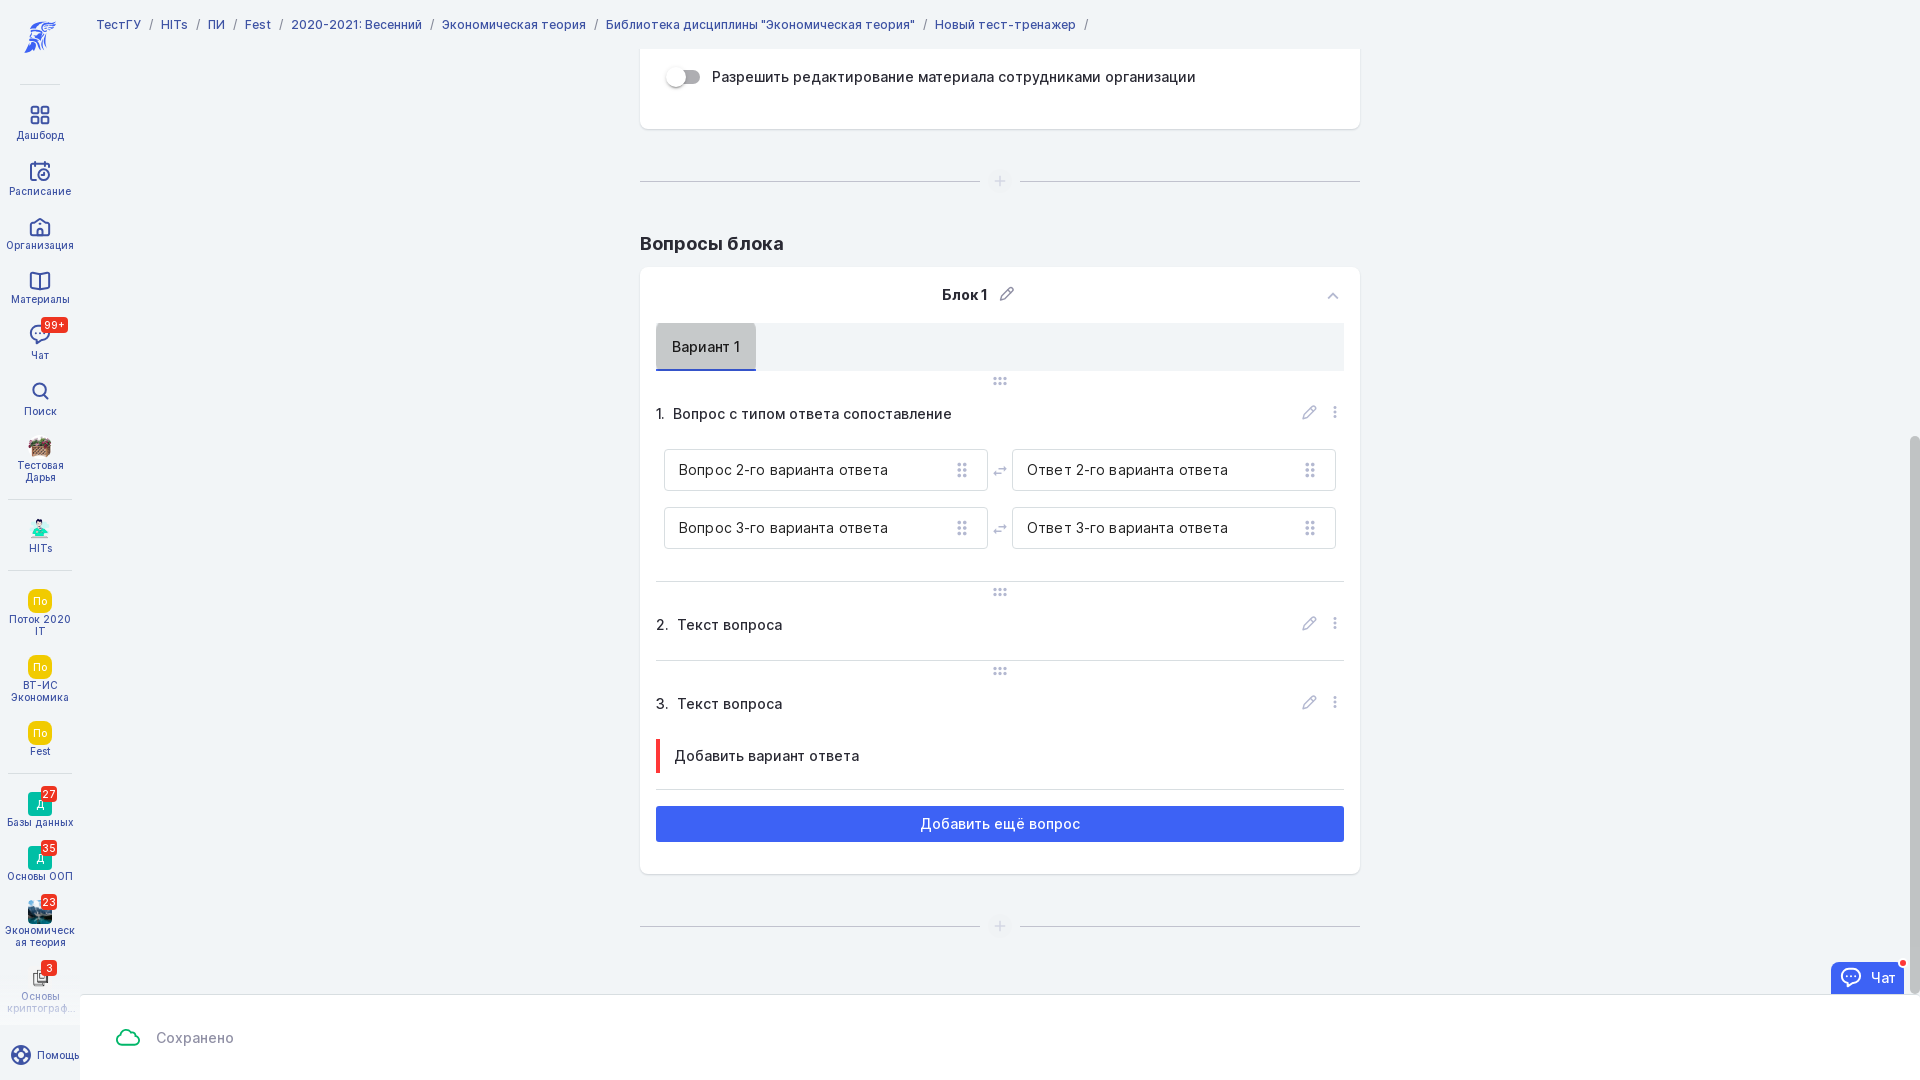 ТестГУ / HITs / ПИ / Fest / 2020-2021: Весенний / Экономическая теория / Библиотека дисциплины "Экономическая теория" / Новый тест-тренажер /
Дашборд
Расписание
Организация
Материалы
99+
Чат
Поиск
Тестовая
Дарья
HITs
По
Поток 2020
IT
По
ВТ-ИС
Экономика
По
Fest
27
Д
Базы данных
35
Д
Основы ООП
23
Экономическ
ая теория
3
Основы
криптограф...
Помощь
Разрешить редактирование материала сотрудниками организации
Вопросы блока
Блок 1
Вариант 1
1. Вопрос с типом ответа сопоставление
Вопрос 2-го варианта ответа
Ответ 2-го варианта ответа
Вопрос 3-го варианта ответа
Ответ 3-го варианта ответа
2. Текст вопроса
3. Текст вопроса
Добавить вариант ответа
Добавить ещё вопрос
Чат
Сохранено